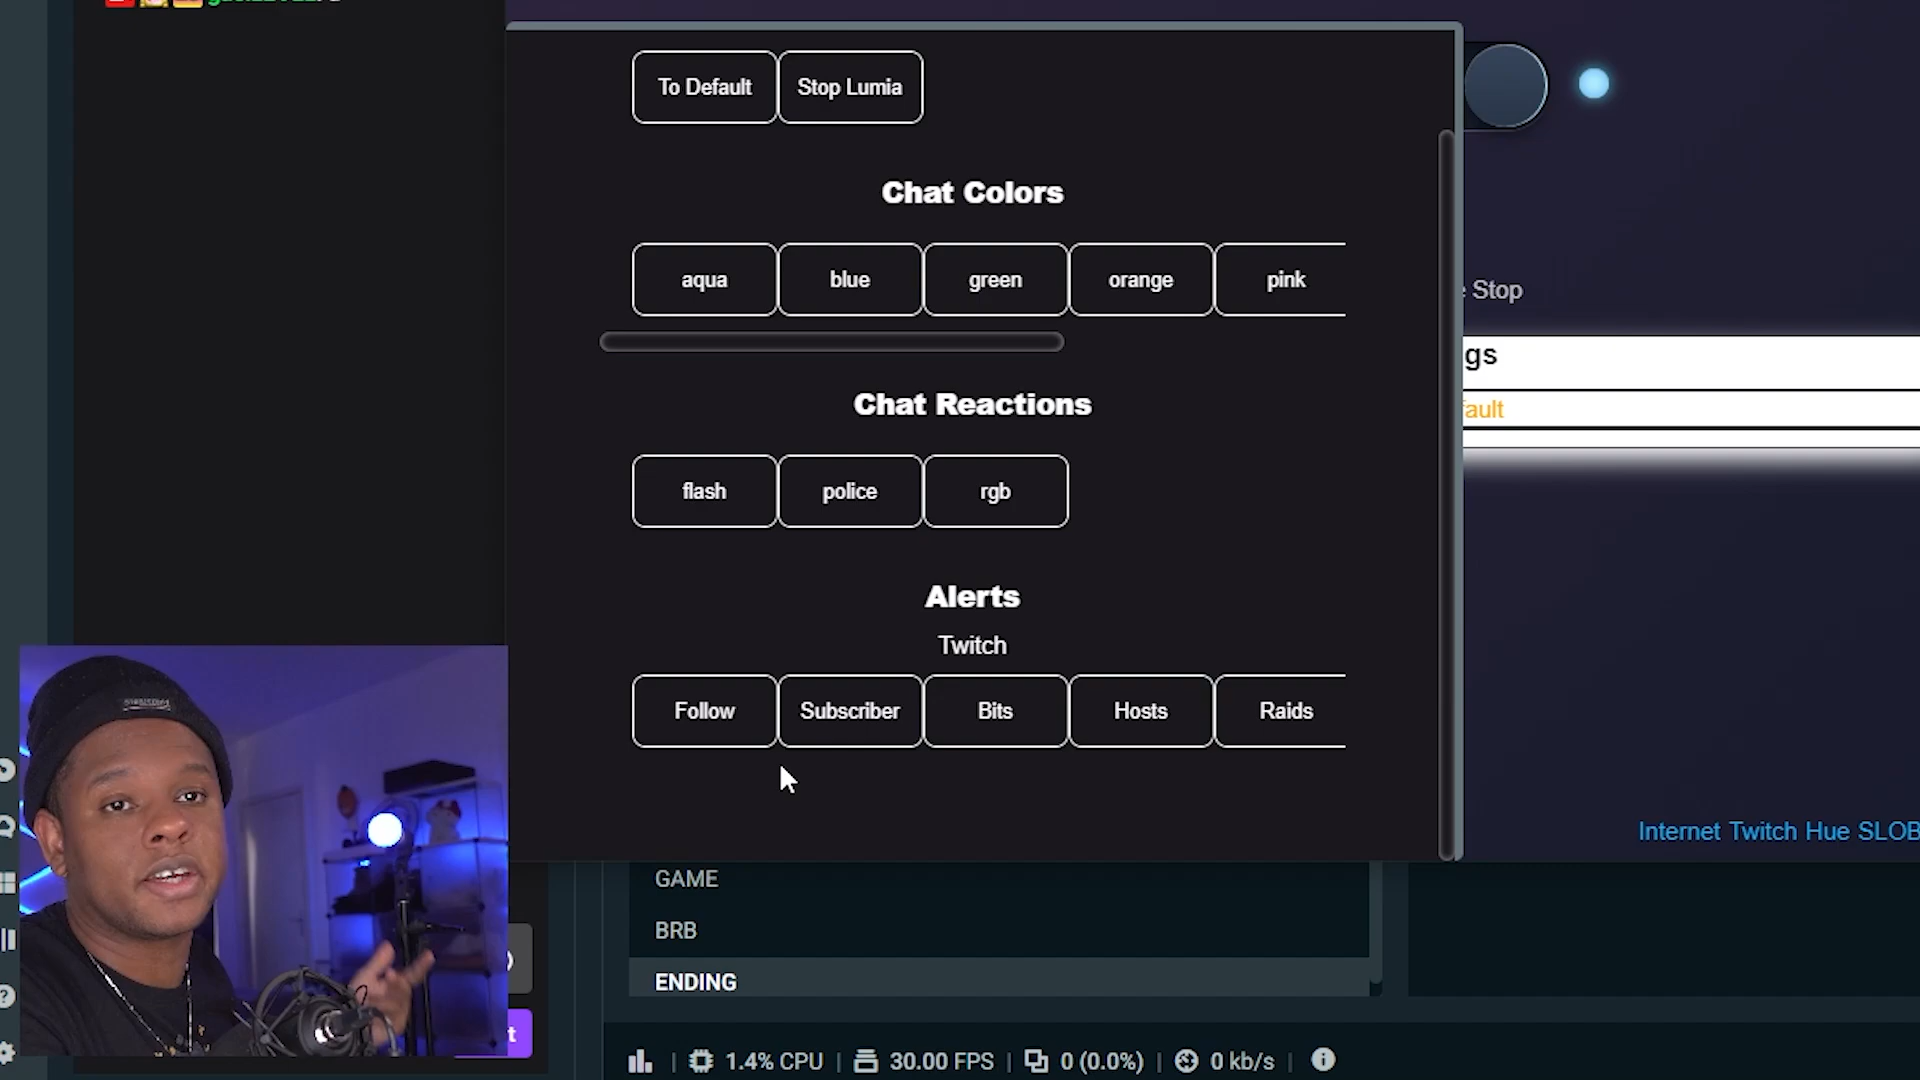 To Default
Stop Lumia
Chat Colors
aqua
blue
green
orange
pink
Stop
gs
fault
Chat Reactions
flash
police
rgb
Alerts
Twitch
Follow
Subscriber
Bits
Hosts
Raids
Internet Twitch Hue SLOB
GAME
BRB
ENDING
t
1.4% CPU
30.00 FPS
0 (0.0%)
0 kb/s